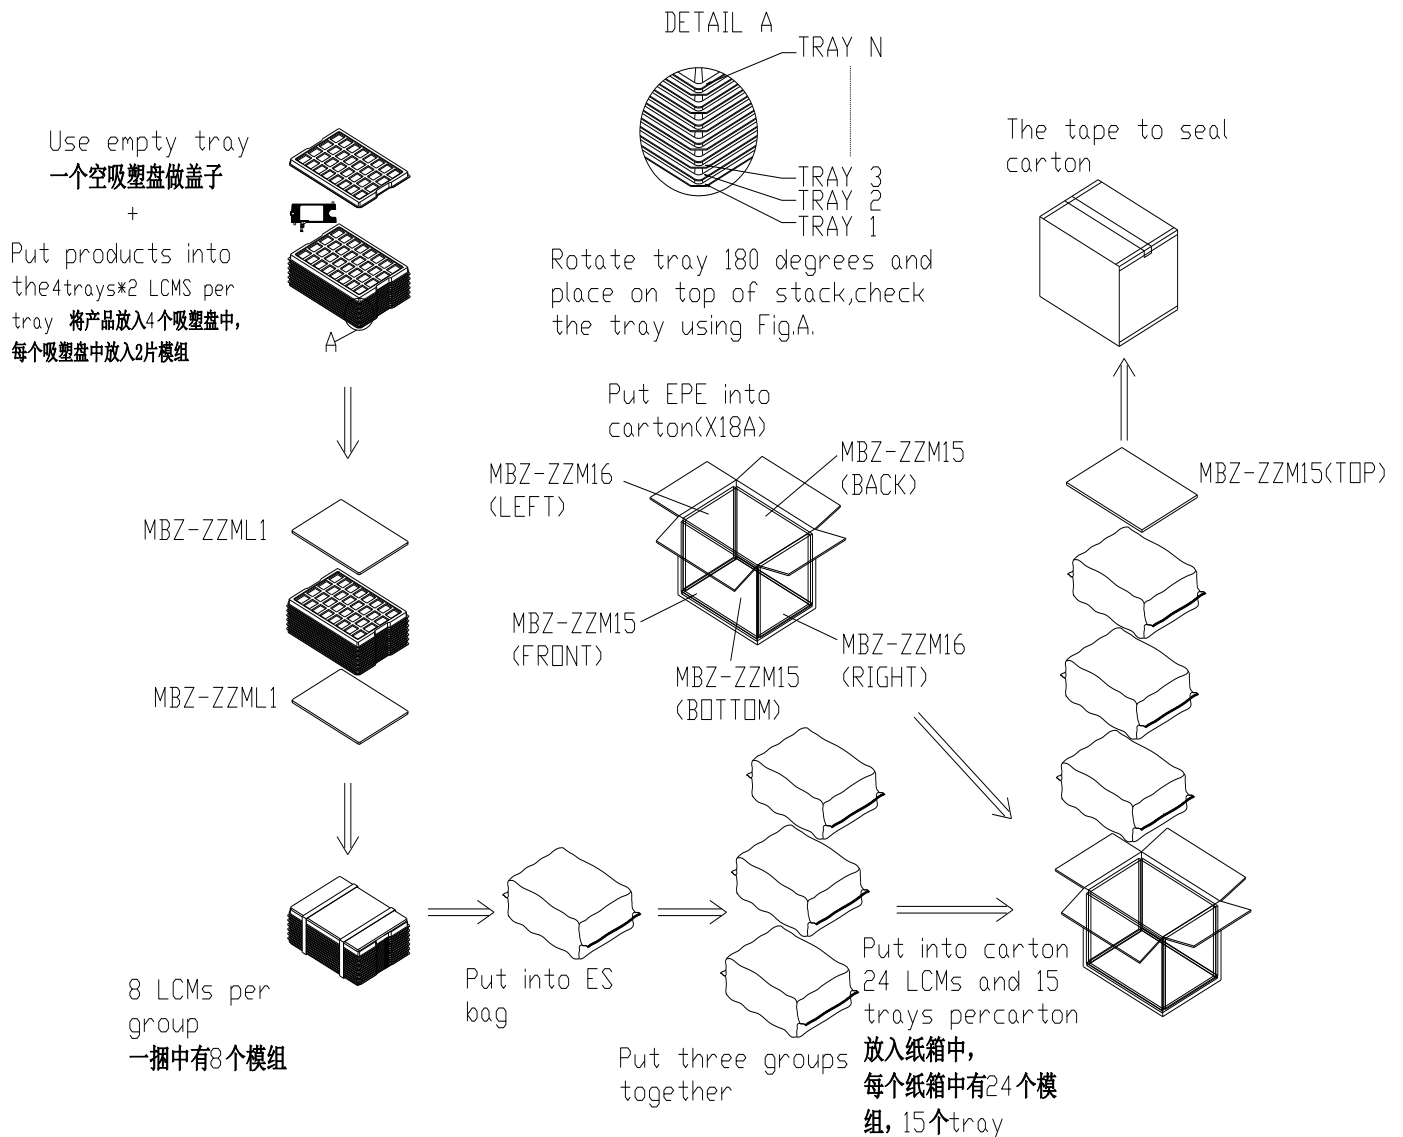 DETAIL A
TRAY N
TRAY 3
TRAY 2
TRAY 1
Rotate tray 180 degrees and
place on top of stack,check
the tray using Fig.A.
Use empty tray
一个空吸塑盘做盖子
+
Put products into
the4trays*2 LCMS per
tray 将产品放入4个吸塑盘中，
每个吸塑盘中放入2片模组
A
The tape to seal
carton
Put EPE into
carton(X18A)
MBZ-ZZM16
(LEFT)
MBZ-ZZM15
(BACK)
MBZ-ZZM15
(FRONT)
MBZ-ZZM15
(BOTTOM)
MBZ-ZZM16
(RIGHT)
MBZ-ZZM15(TOP)
MBZ-ZZML1
MBZ-ZZML1
8 LCMs per
group
一捆中有8个模组
Put into ES
bag
Put three groups
together
Put into carton
24 LCMs and 15
trays percarton
放入纸箱中，
每个纸箱中有24个模
组，15个tray